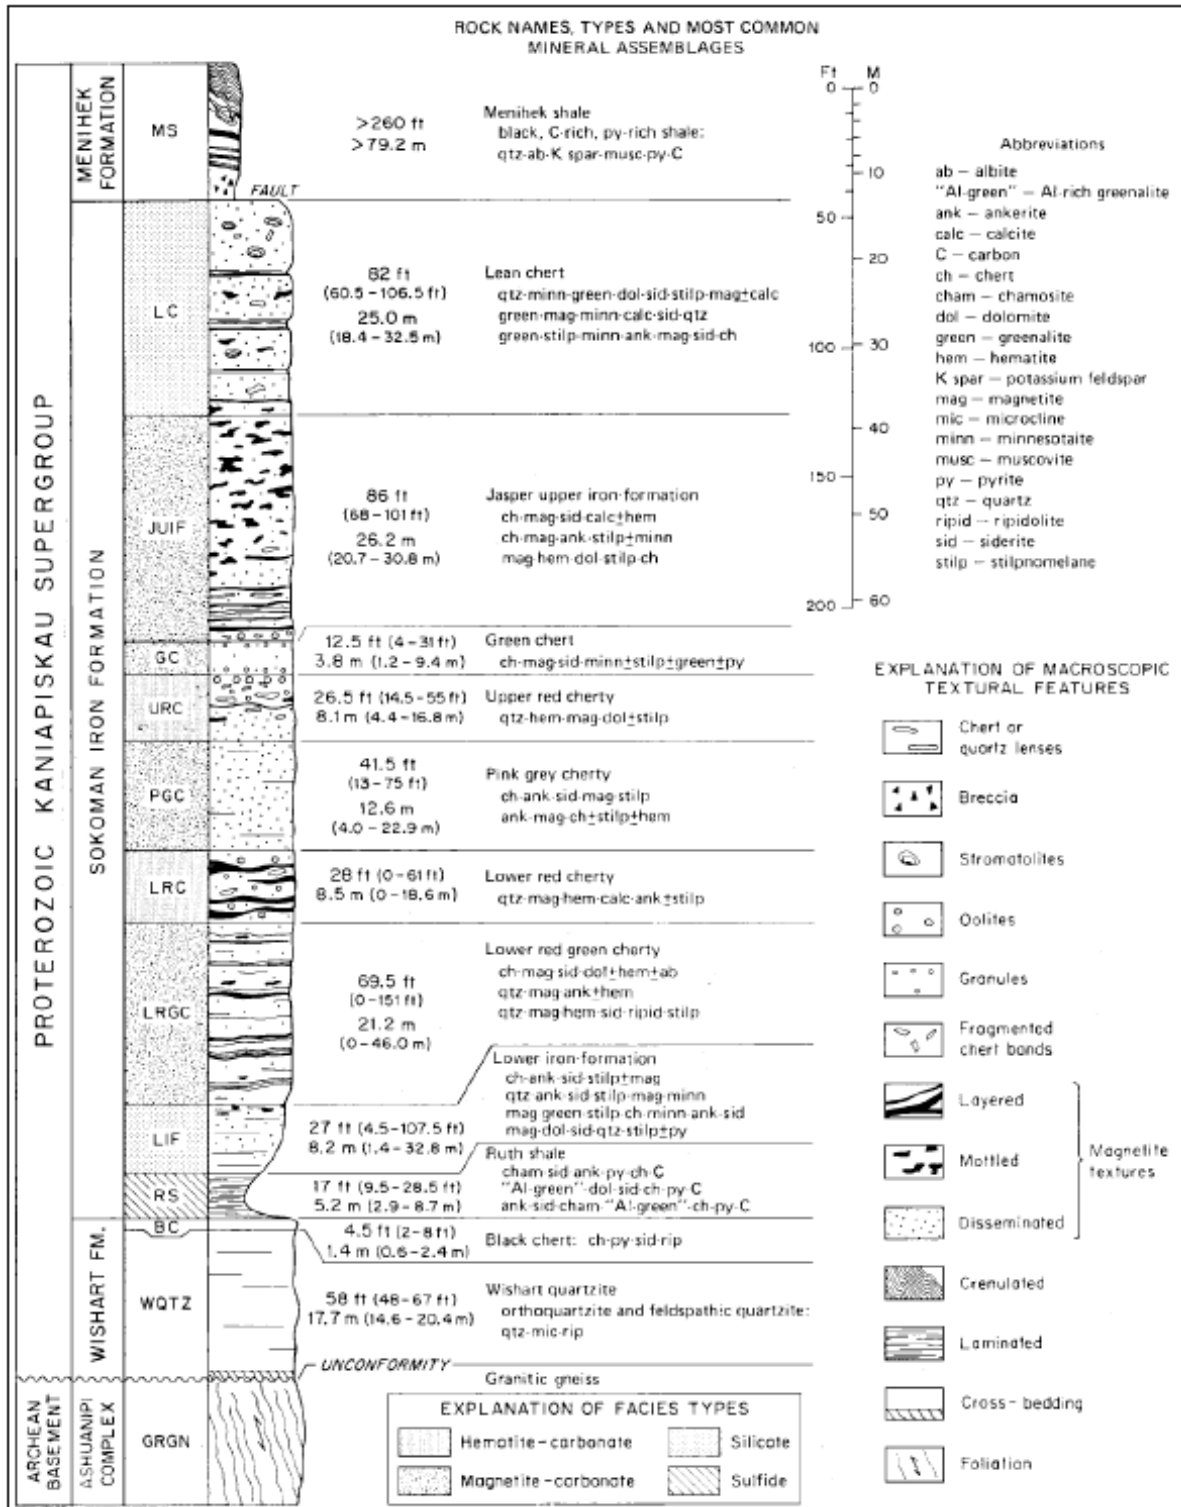 ROCK NAMES, TYPES AND MOST COMMON
MINERAL ASSEMBLAGES
PROTEROZOIC KANIAPISKAU SUPERGROUP
ARCHEAN
BASEMENT
MENIHEK
FORMATION
SOKOMAN IRON FORMATION
WISHART FM.
ASHUANIPI
COMPLEX
MS
>260 ft
>79.2 m
Menihek shale
black, C-rich, py-rich shale:
qtz-ab-K spar-musc-py-C
FAULT
LC
82 ft
(60.5-106.5 ft)
25.0 m
(18.4-32.5 m)
Lean chert
qtz-minn-green-dol-sid-stilp-mag±calc
green-mag-minn-calc-sid-qtz
green-stilp-minn-ank-mag-sid-ch
JUIF
86 ft
(68-101 ft)
26.2 m
(20.7-30.8 m)
Jasper upper iron-formation
ch-mag-sid-calc±hem
ch-mag-ank-stilp±minn
mag-hem-dol-stilp-ch
GC
12.5 ft (4-31 ft)
3.8 m (1.2-9.4 m)
Green chert
ch-mag-sid-minn±stilp±green±py
URC
26.5 ft (14.5-55 ft)
8.1 m (4.4-16.8 m)
Upper red cherty
qtz-hem-mag-dol±stilp
PGC
41.5 ft
(13-75 ft)
12.6 m
(4.0-22.9 m)
Pink grey cherty
ch-ank-sid-mag-stilp
ank-mag-ch±stilp±hem
LRC
28 ft (0-61 ft)
8.5 m (0-18.6 m)
Lower red cherty
qtz-mag-hem-calc-ank±stilp
LRGC
69.5 ft
(0-151 ft)
21.2 m
(0-46.0 m)
Lower red green cherty
ch-mag-sid-dol±hem±ab
qtz-mag-ank±hem
qtz-mag-hem-sid-ripid-stilp
LIF
27 ft (4.5-107.5 ft)
8.2 m (1.4-32.8 m)
Lower iron-formation
ch-ank-sid-stilp±mag
qtz-ank-sid-stilp-mag-minn
mag-green-stilp-ch-minn-ank-sid
mag-dol-sid-qtz-stilp±py
RS
17 ft (9.5-28.5 ft)
5.2 m (2.9-8.7 m)
Ruth shale
cham-sid-ank-py-ch-C
"Al-green"-dol-sid-ch-py-C
ank-sid-cham-"Al-green"-ch-py-C
BC
4.5 ft (2-8 ft)
1.4 m (0.6-2.4 m)
Black chert: ch-py-sid-rip
WQTZ
58 ft (48-67 ft)
17.7 m (14.6-20.4 m)
Wishart quartzite
orthoquartzite and feldspathic quartzite:
qtz-mic-rip
UNCONFORMITY
GRGN
Granitic gneiss
EXPLANATION OF FACIES TYPES
Hematite-carbonate
Silicate
Magnetite-carbonate
Sulfide
Ft M
0 0
10
50
20
100 30
40
150
50
200 60
Abbreviations
ab — albite
"Al-green" — Al-rich greenalite
ank — ankerite
calc — calcite
C — carbon
ch — chert
cham — chamosite
dol — dolomite
green — greenalite
hem — hematite
K spar — potassium feldspar
mag — magnetite
mic — microcline
minn — minnesotaite
musc — muscovite
py — pyrite
qtz — quartz
ripid — ripidolite
sid — siderite
stilp — stilpnomelane
EXPLANATION OF MACROSCOPIC
TEXTURAL FEATURES
Chert or
quartz lenses
Breccia
Stromatolites
Oolites
Granules
Fragmented
chert bands
Layered
Mottled
Disseminated
Magnetite
textures
Crenulated
Laminated
Cross-bedding
Foliation